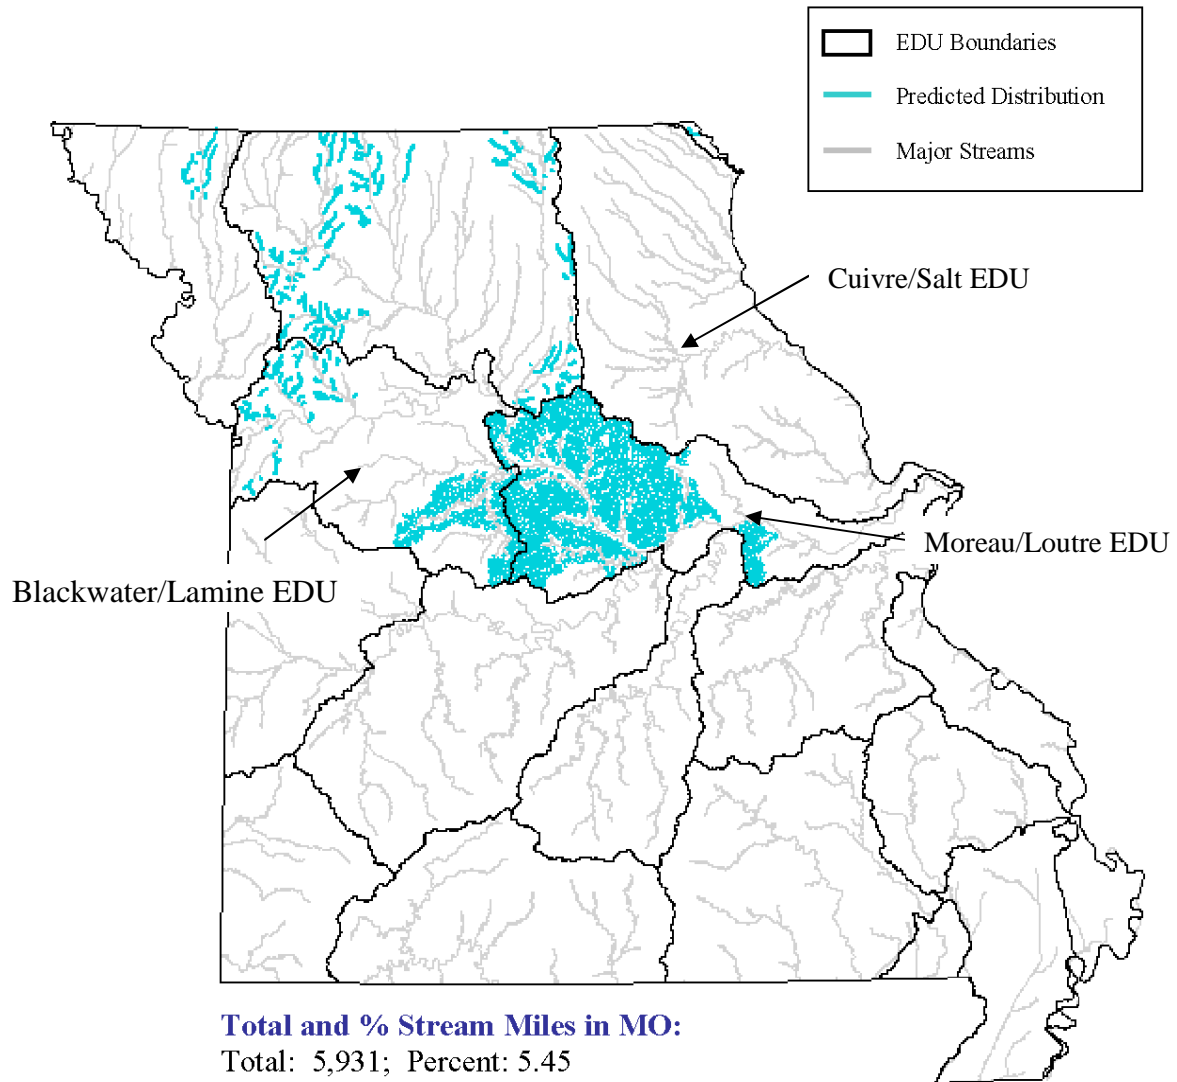 EDU Boundaries
Predicted Distribution
Major Streams
Cuivre/Salt EDU
Moreau/Loutre EDU
Blackwater/Lamine EDU
Total and % Stream Miles in MO:
Total: 5,931; Percent: 5.45